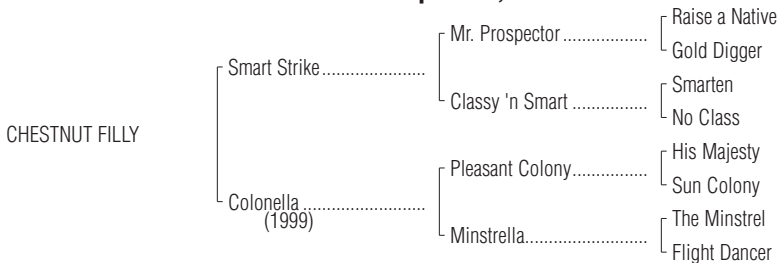 Raise a Native
Mr. Prospector
Gold Digger
Smart Strike
Smarten
Classy 'n Smart
No Class
CHESTNUT FILLY
His Majesty
Pleasant Colony
Sun Colony
Colonella
(1999)
The Minstrel
Minstrella
Flight Dancer